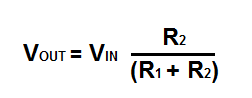 R2
VOUT = VIN
(R1 + R2)